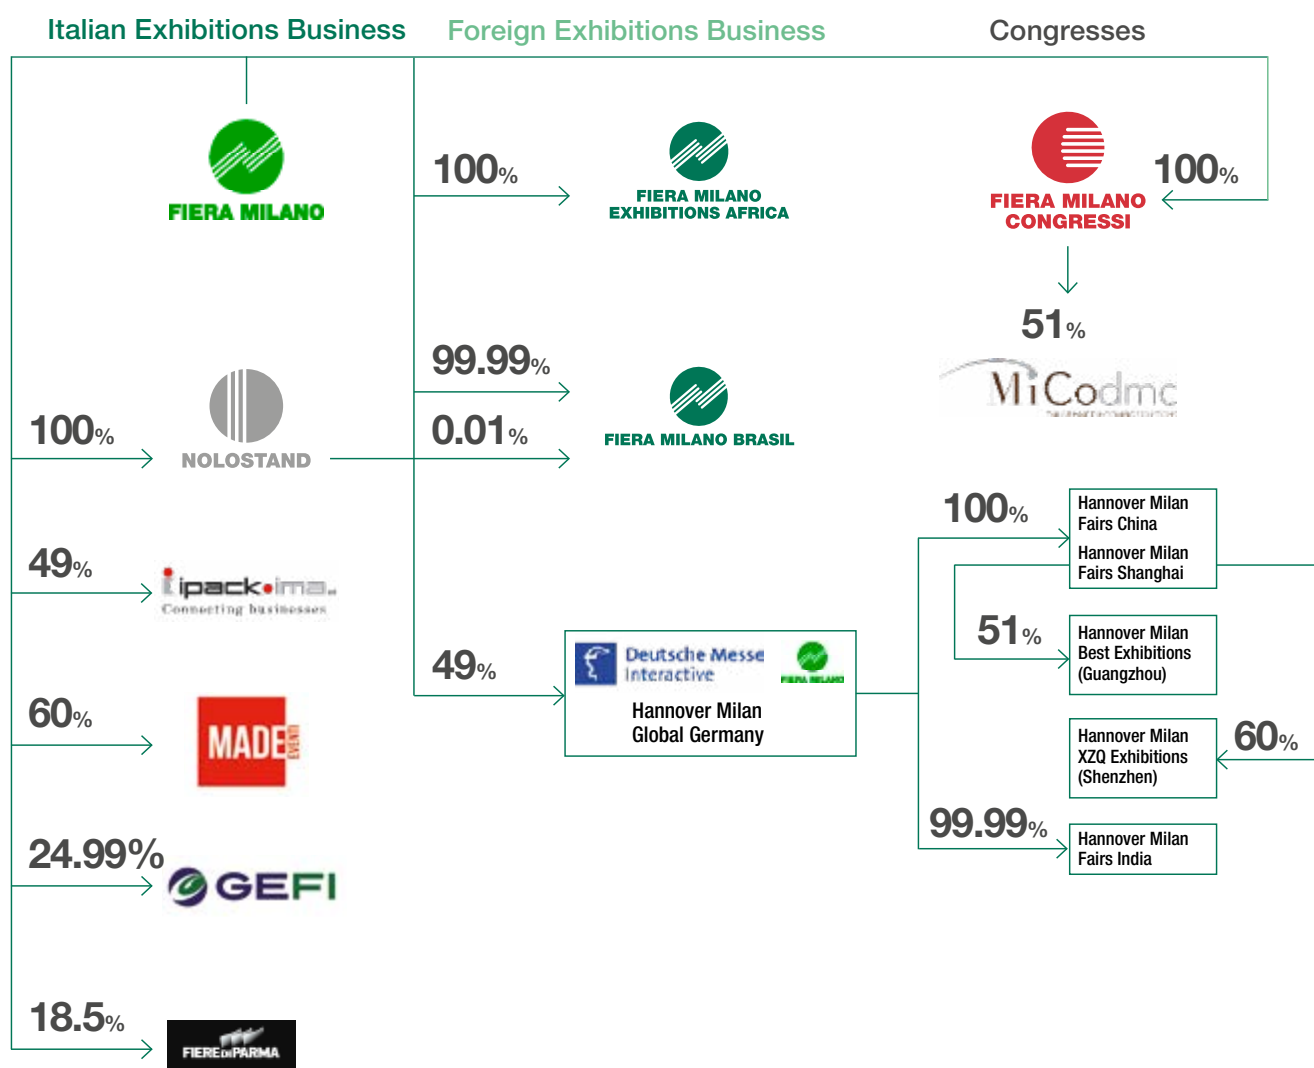 Italian Exhibitions Business
Foreign Exhibitions Business
Congresses
FIERA MILANO
100%
FIERA MILANO
EXHIBITIONS AFRICA
FIERA MILANO
CONGRESSI
100%
51%
MiCodmc
100%
NOLOSTAND
99.99%
0.01%
FIERA MILANO BRASIL
49%
ipack•ima
Connecting businesses
60%
MADE
EVENTI
24.99%
GEFI
18.5%
FIERE DI PARMA
49%
Deutsche Messe
Interactive
FIERA MILANO
Hannover Milan
Global Germany
100%
Hannover Milan
Fairs China
Hannover Milan
Fairs Shanghai
51%
Hannover Milan
Best Exhibitions
(Guangzhou)
Hannover Milan
XZQ Exhibitions
(Shenzhen)
60%
99.99%
Hannover Milan
Fairs India